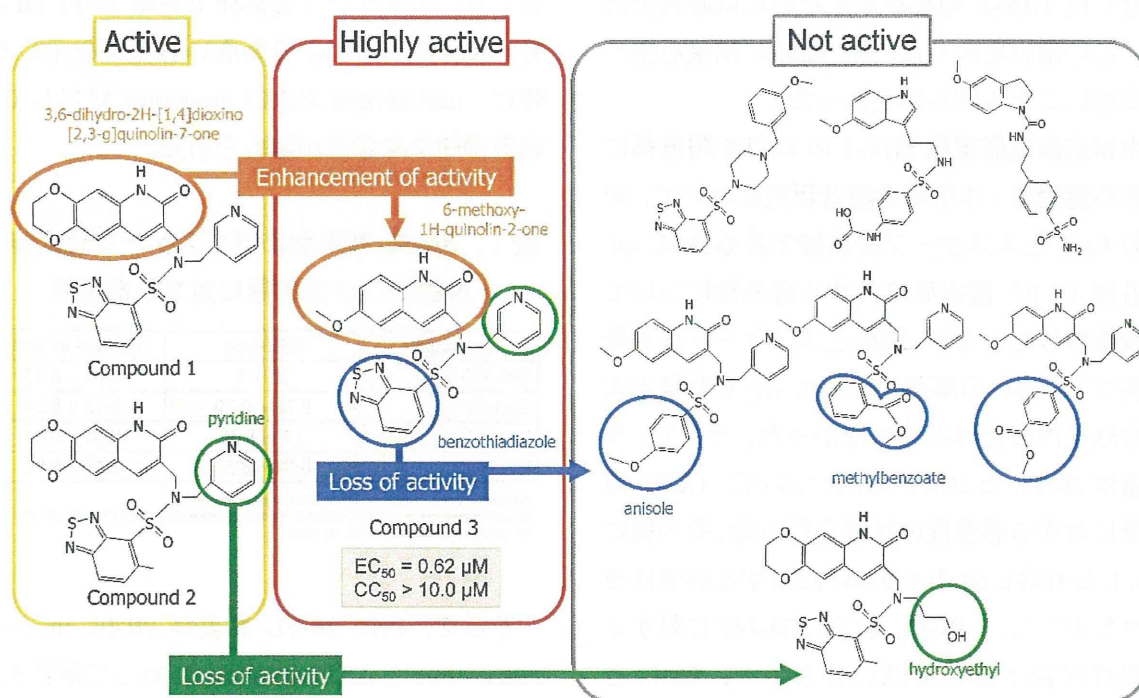 Active
Highly active
Not active
3,6-dihydro-2H-[1,4]dioxino
[2,3-g]quinolin-7-one
Enhancement of activity
6-methoxy-
1H-quinolin-2-one
Compound 1
pyridine
benzothiadiazole
Loss of activity
anisole
methylbenzoate
Compound 3
EC50 = 0.62 μM
CC50 > 10.0 μM
Compound 2
hydroxyethyl
Loss of activity